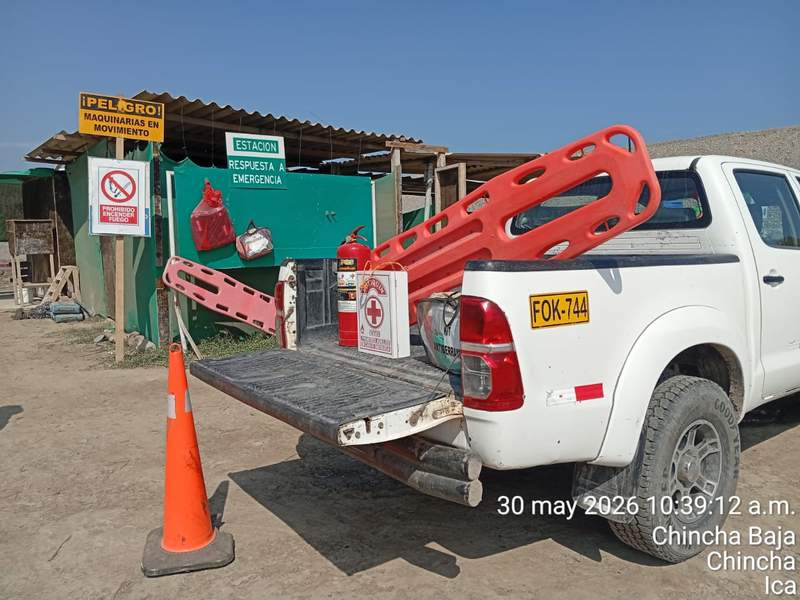 ¡PELIGRO!
MAQUINARIAS EN
MOVIMIENTO
ESTACION
RESPUESTA A
EMERGENCIA
PROHIBIDO
ENCENDER
FUEGO
FOK-744
GOODYEAR
30 may 2026 10:39:12 a.m.
Chincha Baja
Chincha
Ica